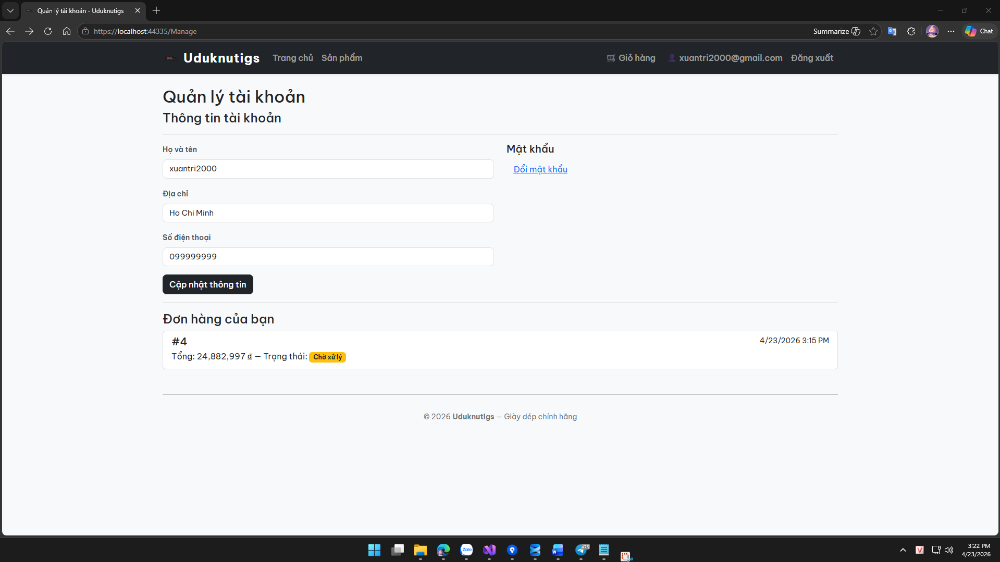 Quản lý tài khoản - Uduknutigs
https://localhost:44335/Manage
Summarize
Chat
Uduknutigs
Trang chủ
Sản phẩm
Giỏ hàng
xuantri2000@gmail.com
Đăng xuất
Quản lý tài khoản
Thông tin tài khoản
Họ và tên
xuantri2000
Mật khẩu
Đổi mật khẩu
Địa chỉ
Ho Chi Minh
Số điện thoại
099999999
Cập nhật thông tin
Đơn hàng của bạn
#4
4/23/2026 3:15 PM
Tổng: 24,882,997 ₫ — Trạng thái: Chờ xử lý
© 2026 Uduknutigs — Giày dép chính hãng
Zalo
475
V
3:22 PM
4/23/2026